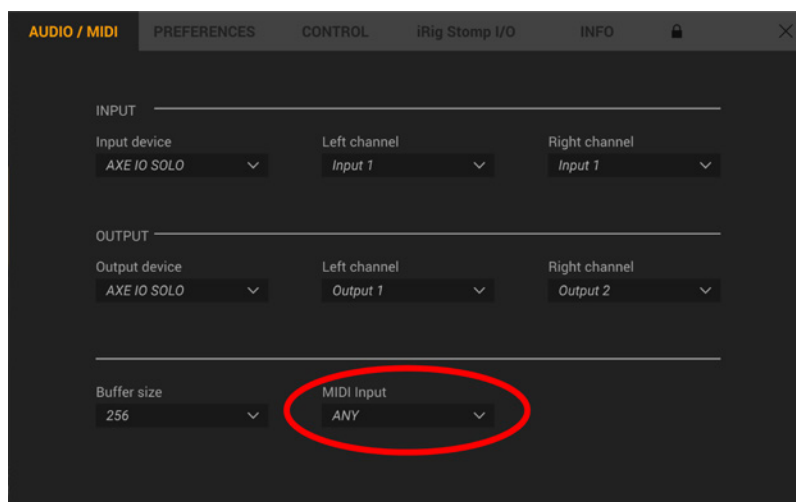 AUDIO / MIDI PREFERENCES CONTROL iRig Stomp I/O INFO
INPUT
Input device Left channel Right channel
AXE IO SOLO Input 1 Input 1
OUTPUT
Output device Left channel Right channel
AXE IO SOLO Output 1 Output 2
Buffer size MIDI Input
256 ANY